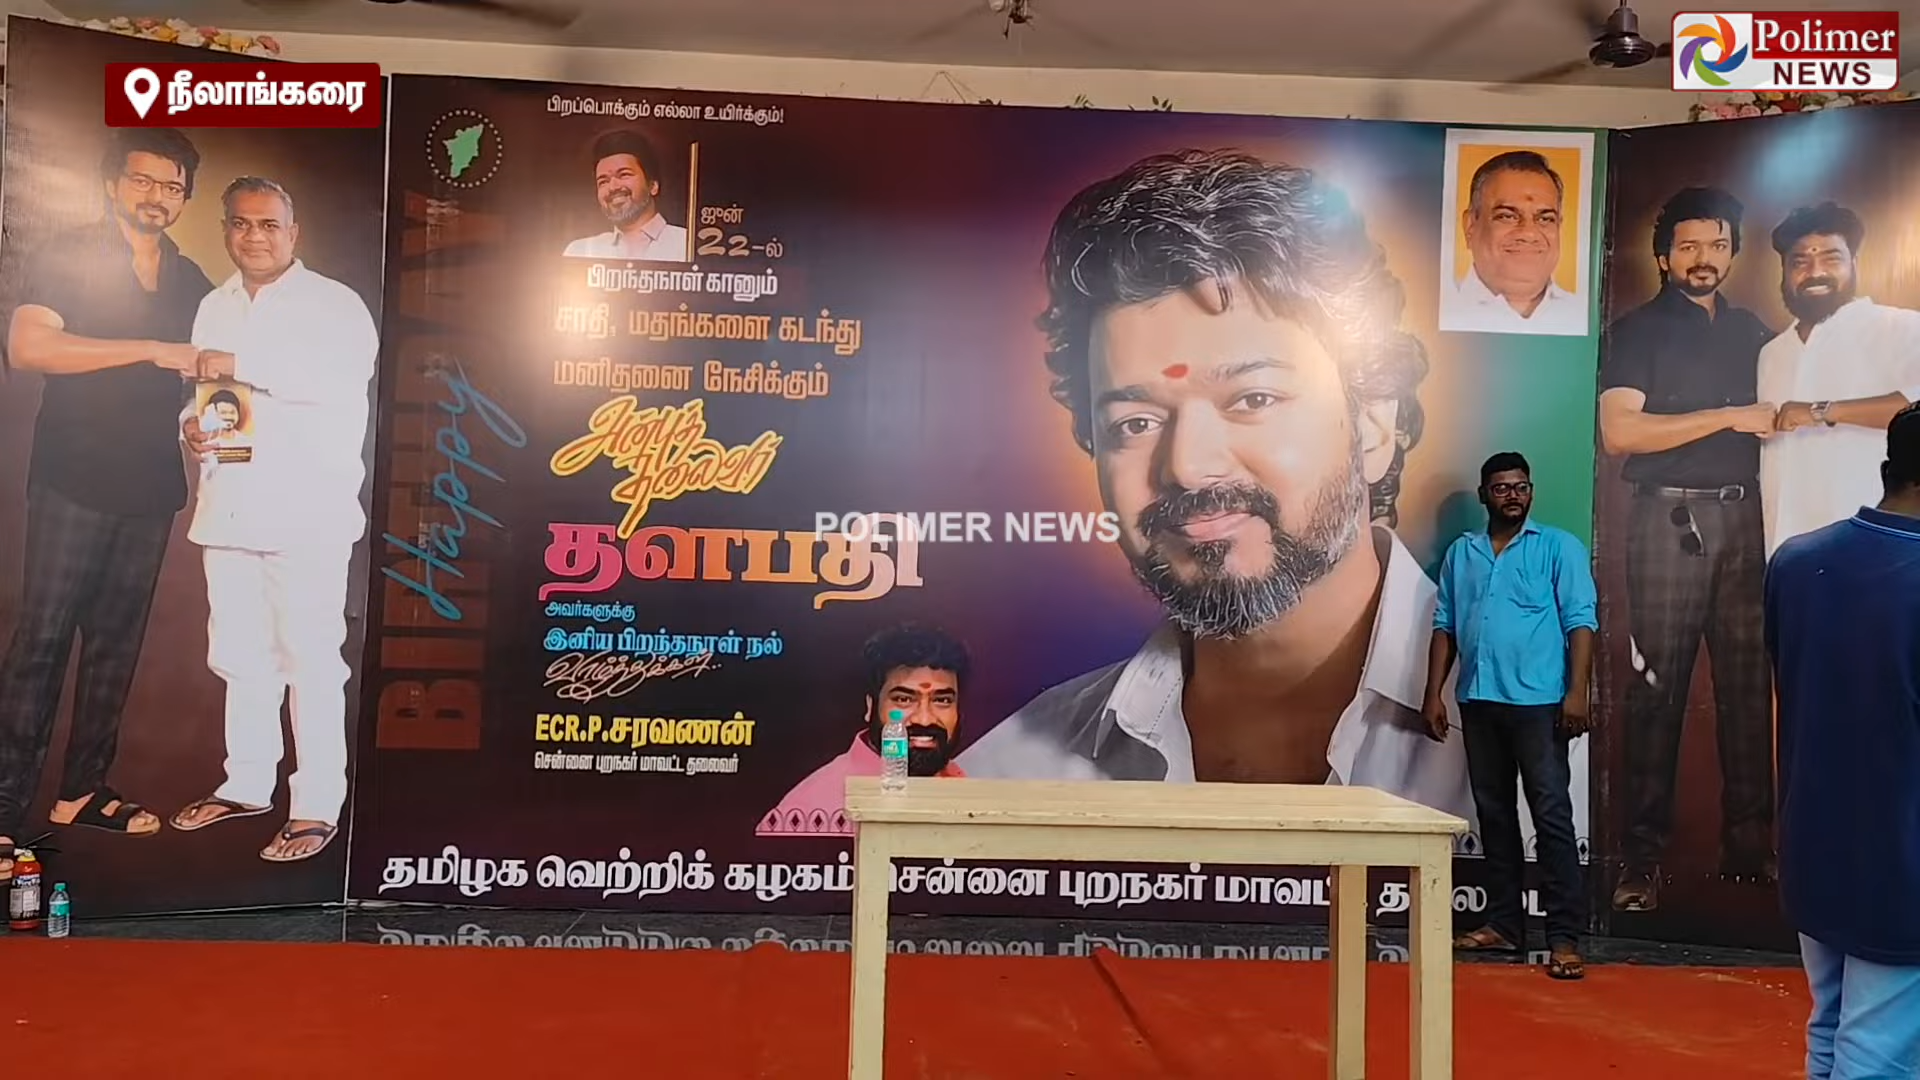 நீலாங்கரை
Polimer
NEWS
பிறப்பொக்கும் எல்லா உயிர்க்கும்!
ஜுன்
22-ல்
பிறந்தநாள் கானும்
சாதி, மதங்களை கடந்து
மனிதனை நேசிக்கும்
அன்புத்
தலைவர்
தளபதி
POLIMER NEWS
அவர்களுக்கு
இனிய பிறந்தநாள் நல்
வாழ்த்துக்கள்..
ECR.P.சரவணன்
சென்னை புறநகர் மாவட்ட தலைவர்
Happy
BIRTHDAY
தமிழக வெற்றிக் கழகம் சென்னை புறநகர் மாவட்ட